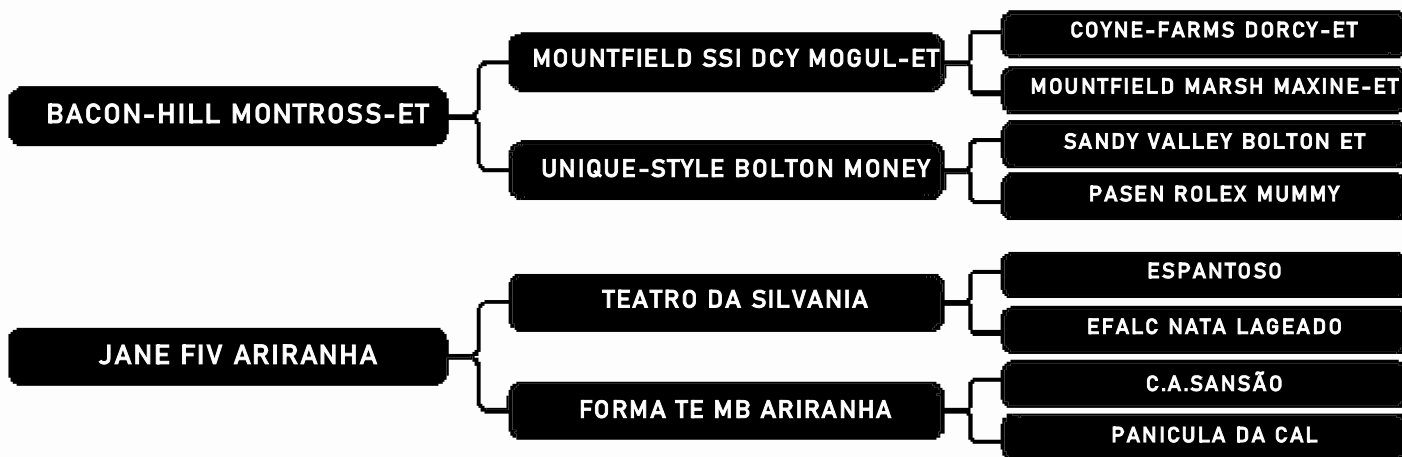 COYNE-FARMS DORCY-ET
MOUNTFIELD SSI DCY MOGUL-ET
MOUNTFIELD MARSH MAXINE-ET
BACON-HILL MONTROSS-ET
SANDY VALLEY BOLTON ET
UNIQUE-STYLE BOLTON MONEY
PASEN ROLEX MUMMY
ESPANTOSO
TEATRO DA SILVANIA
EFALC NATA LAGEADO
JANE FIV ARIRANHA
C.A.SANSÃO
FORMA TE MB ARIRANHA
PANICULA DA CAL